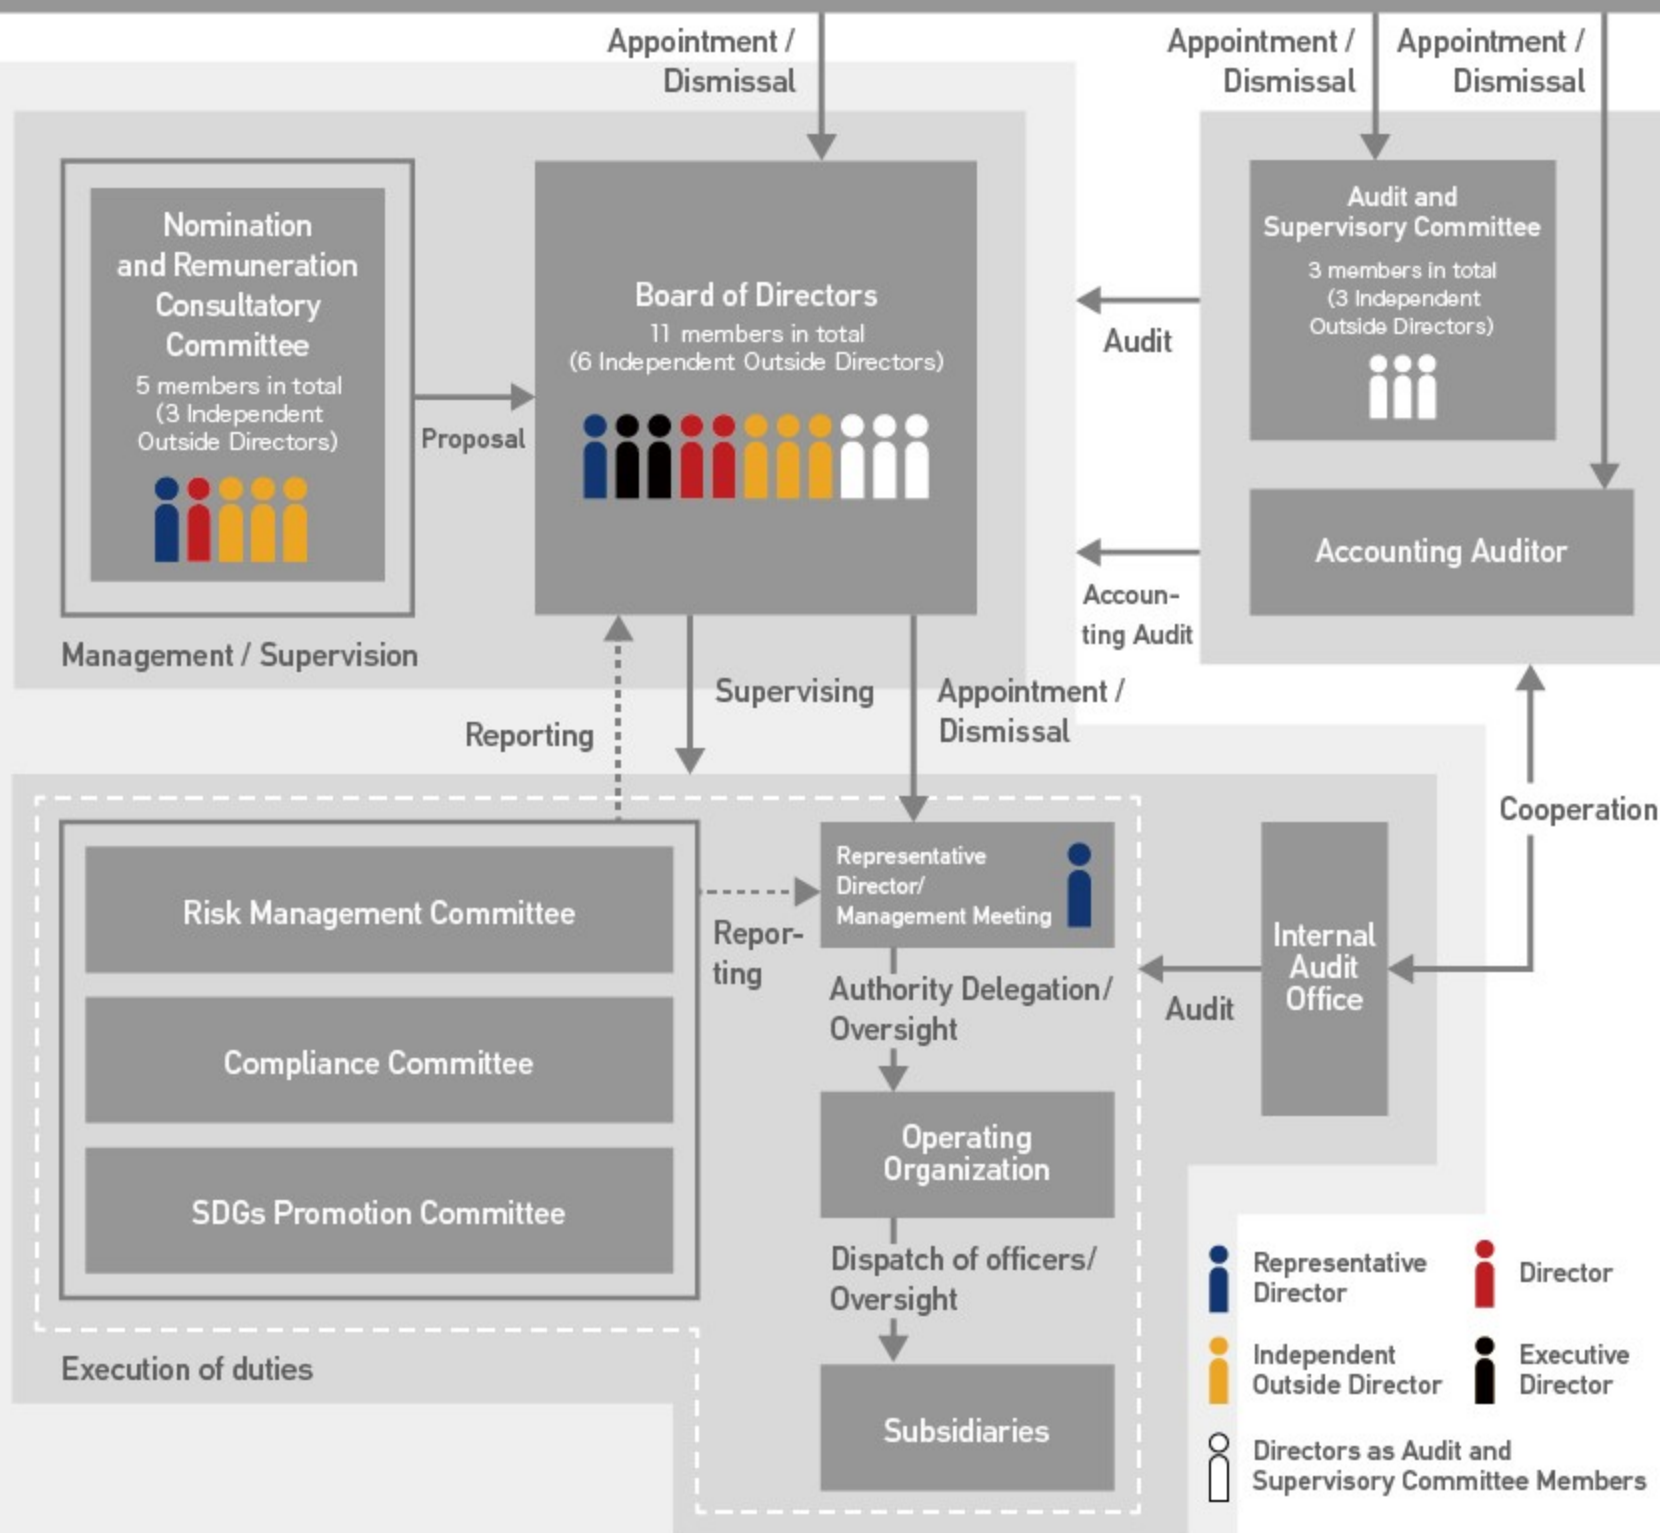 Appointment /
Dismissal
Appointment /
Dismissal
Appointment /
Dismissal
Nomination
and Remuneration
Consultatory
Committee
5 members in total
(3 Independent
Outside Directors)
Management / Supervision
Proposal
Board of Directors
11 members in total
(6 Independent Outside Directors)
Audit
Accoun-
ting Audit
Audit and
Supervisory Committee
3 members in total
(3 Independent
Outside Directors)
Accounting Auditor
Reporting
Supervising
Appointment /
Dismissal
Cooperation
Risk Management Committee
Compliance Committee
SDGs Promotion Committee
Execution of duties
Repor-
ting
Representative
Director/
Management Meeting
Authority Delegation/
Oversight
Operating
Organization
Dispatch of officers/
Oversight
Subsidiaries
Audit
Internal
Audit
Office
Representative
Director
Director
Independent
Outside Director
Executive
Director
Directors as Audit and
Supervisory Committee Members